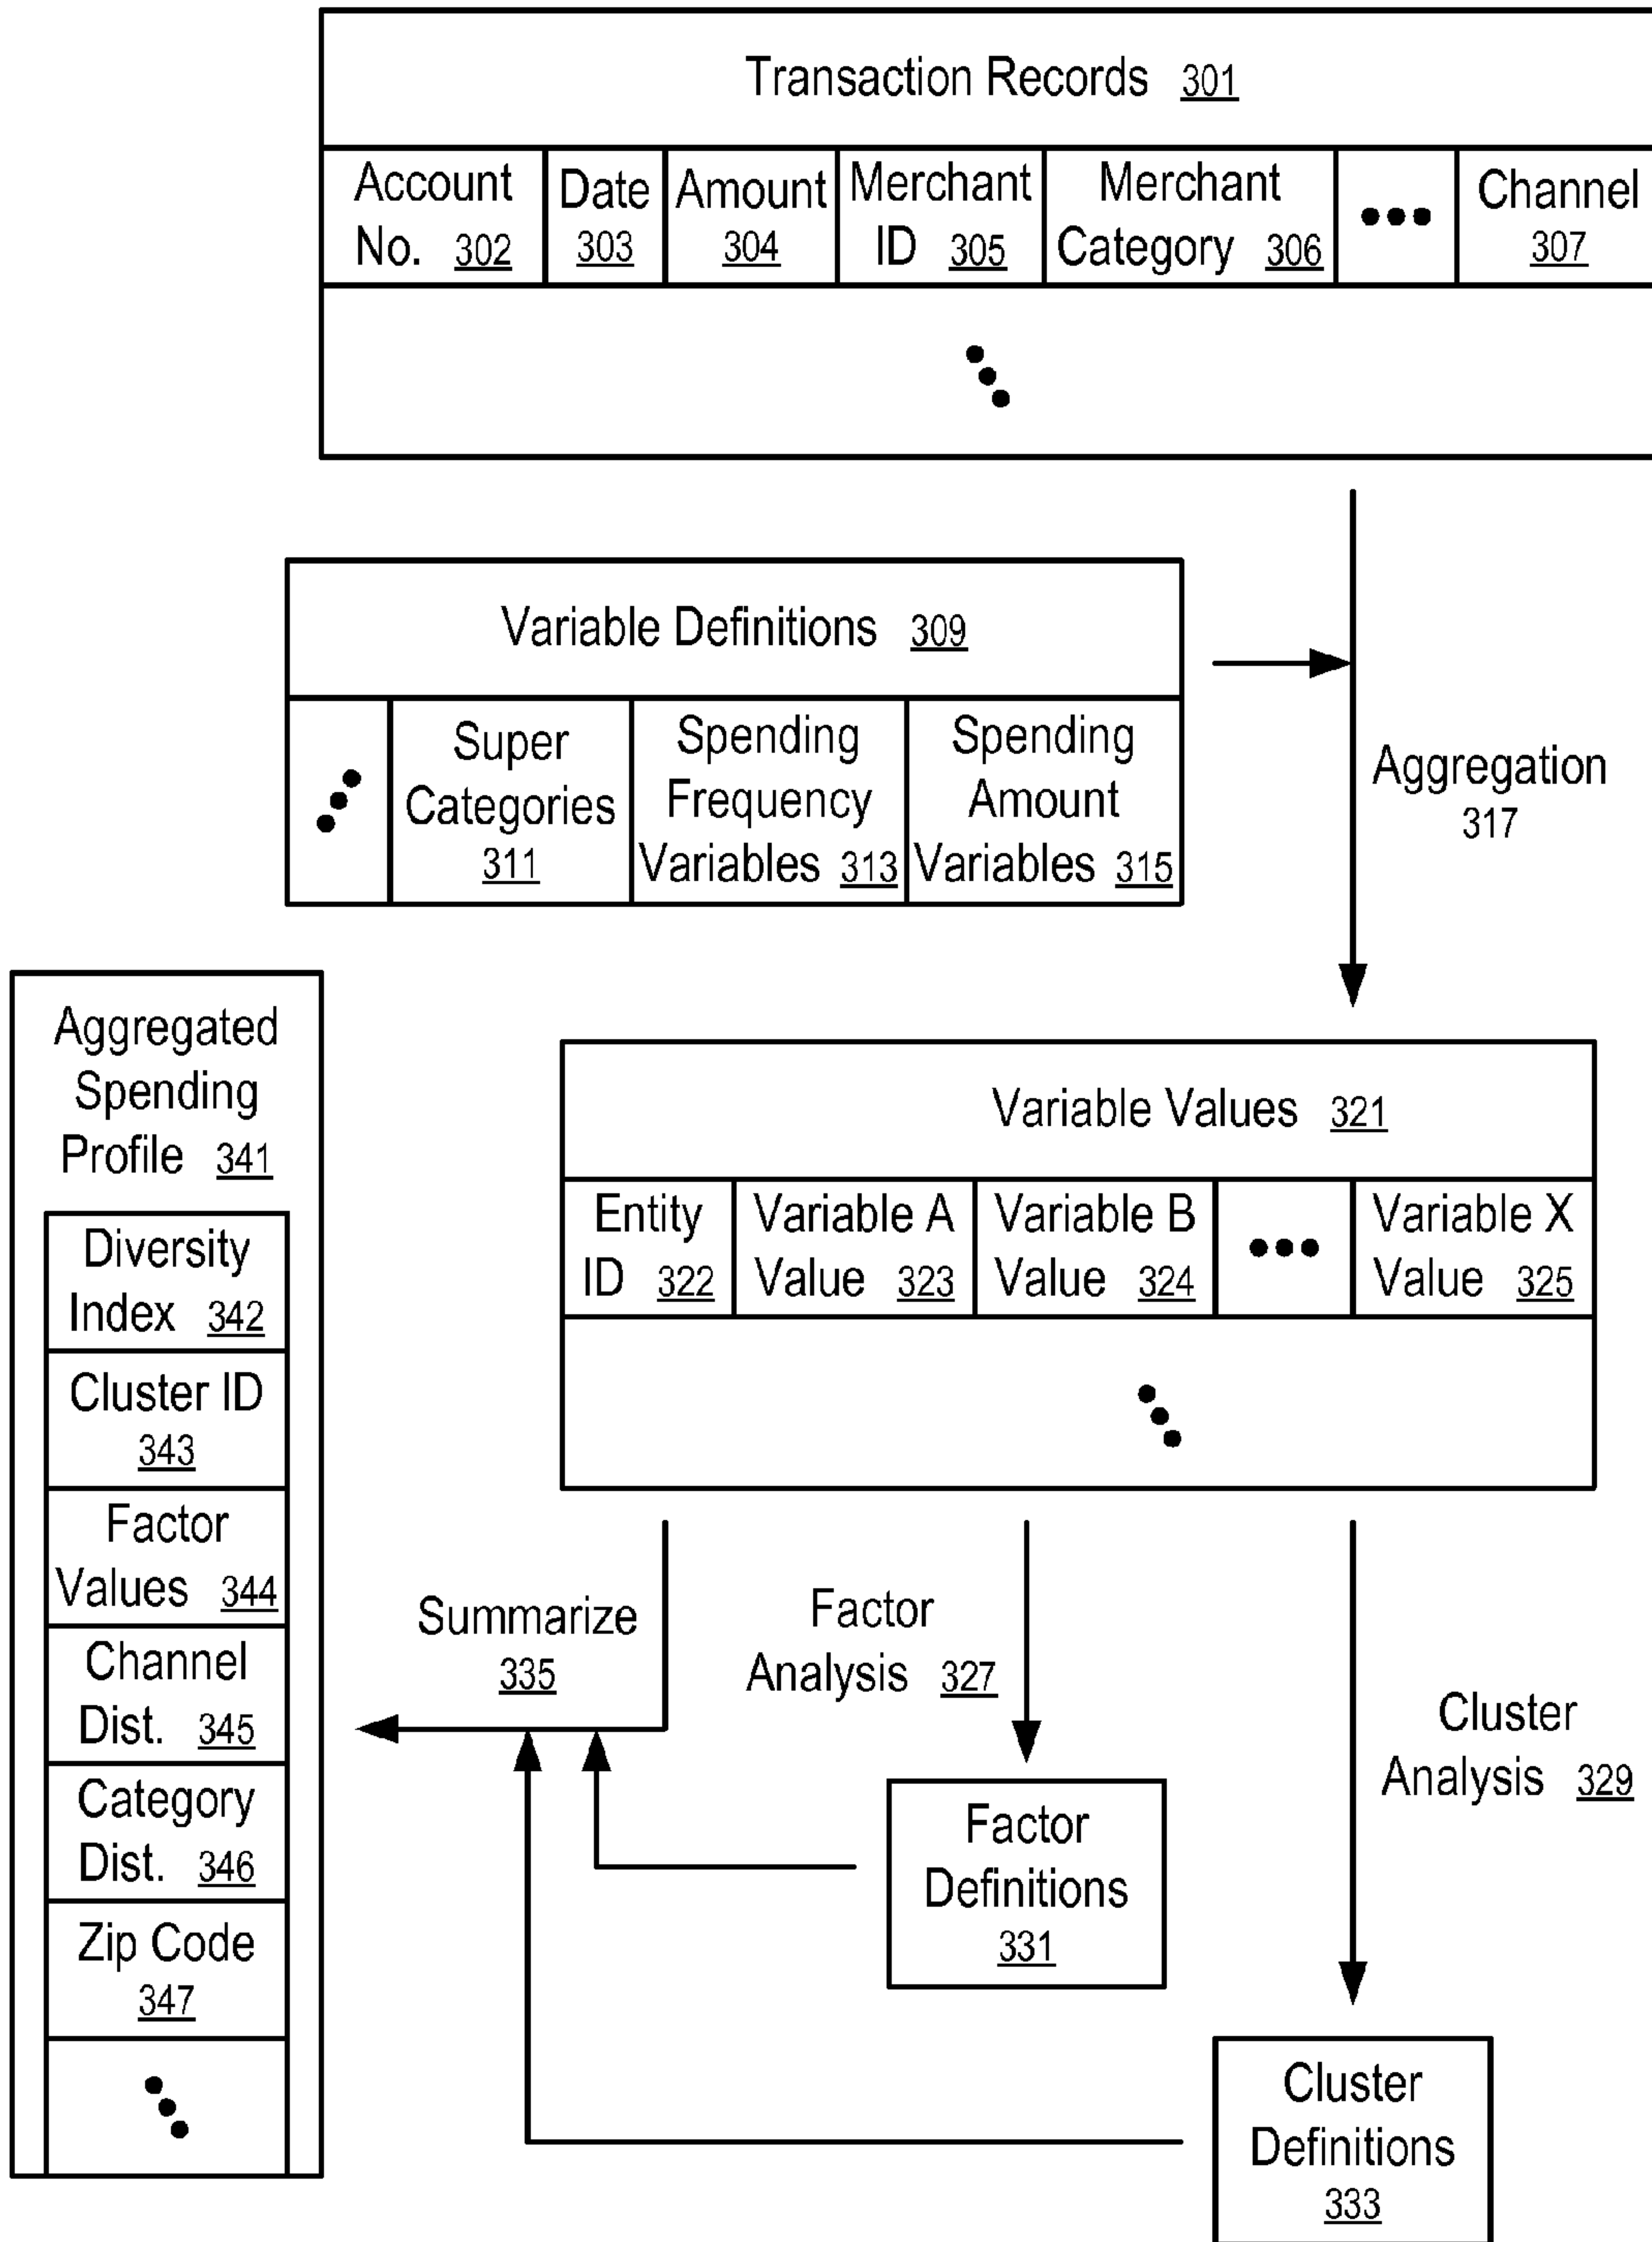 Transaction Records 301
Account
No. 302
Date
303
Amount
304
Merchant
ID 305
Merchant
Category 306
Channel
307
Variable Definitions 309
Super
Categories
311
Spending
Frequency
Variables 313
Spending
Amount
Variables 315
Aggregation
317
Aggregated
Spending
Profile 341
Diversity
Index 342
Cluster ID
343
Factor
Values 344
Channel
Dist. 345
Category
Dist. 346
Zip Code
347
Variable Values 321
Entity
ID 322
Variable A
Value 323
Variable B
Value 324
Variable X
Value 325
Summarize
335
Factor
Analysis 327
Cluster
Analysis 329
Factor
Definitions
331
Cluster
Definitions
333